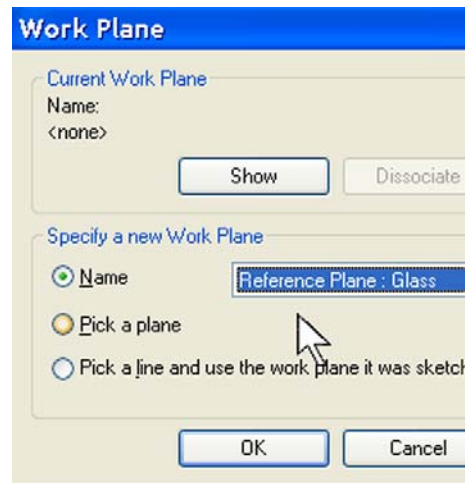 Work Plane
Current Work Plane
Name:
<none>
Show Dissociate
Specify a new Work Plane
Name Reference Plane : Glass
Pick a plane
Pick a line and use the work plane it was sketch
OK Cancel